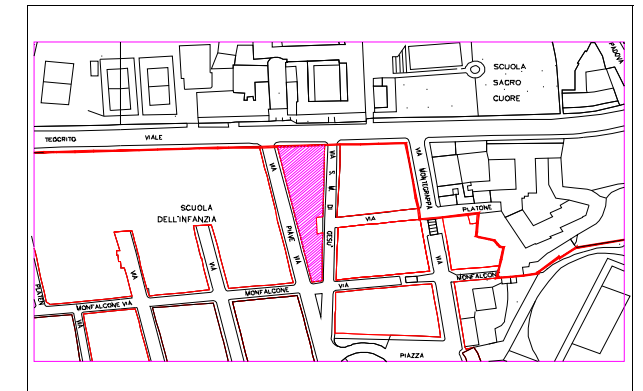 PADOVA
SCUOLA
SACRO
CUORE
TEOCRITO VIALE
VIA
PIAVE
VIA
VIA S. M. DI GESU'
VIA
MONTEGRAPPA
SCUOLA
DELL'INFANZIA
PLATONE
VIA
VIA
VIA
VIA
MONFALCONE
MONFALCONE
VIA
MONFALCONE VIA
VIA
PIAZZA